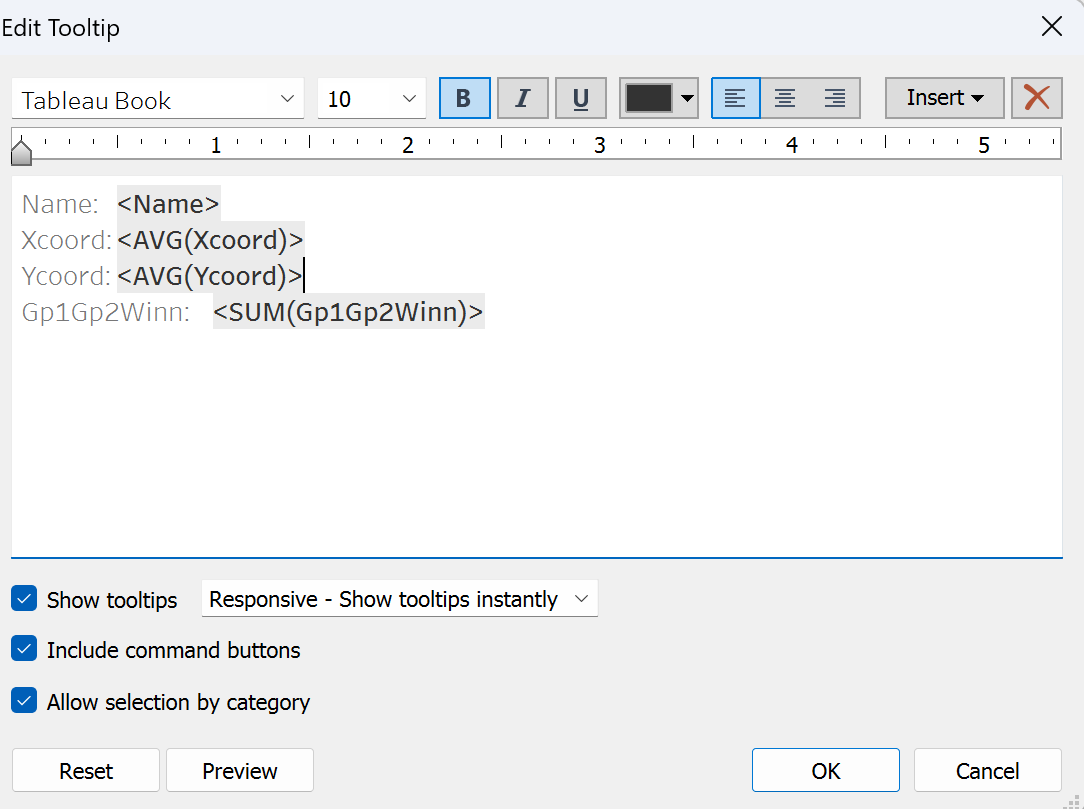 Edit Tooltip
Tableau Book 10 B I U Insert
1 2 3 4 5
Name: <Name>
Xcoord: <AVG(Xcoord)>
Ycoord: <AVG(Ycoord)>
Gp1Gp2Winn: <SUM(Gp1Gp2Winn)>
Show tooltips Responsive - Show tooltips instantly
Include command buttons
Allow selection by category
Reset Preview OK Cancel